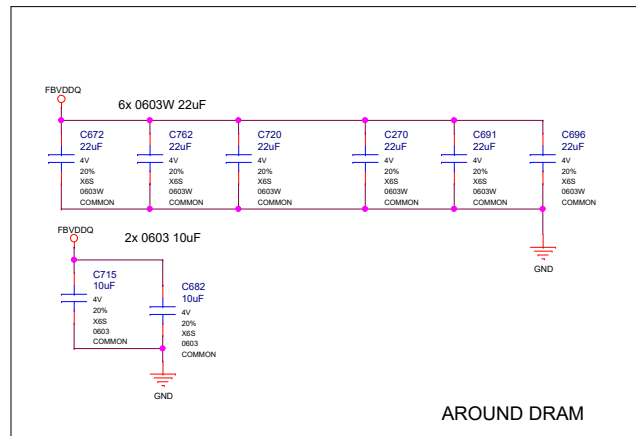 FBVDDQ
6x 0603W 22uF
C672
22uF
4V
20%
X6S
0603W
COMMON
C762
22uF
4V
20%
X6S
0603W
COMMON
C720
22uF
4V
20%
X6S
0603W
COMMON
C270
22uF
4V
20%
X6S
0603W
COMMON
C691
22uF
4V
20%
X6S
0603W
COMMON
C696
22uF
4V
20%
X6S
0603W
COMMON
GND
FBVDDQ
2x 0603 10uF
C715
10uF
4V
20%
X6S
0603
COMMON
C682
10uF
4V
20%
X6S
0603
COMMON
GND
AROUND DRAM